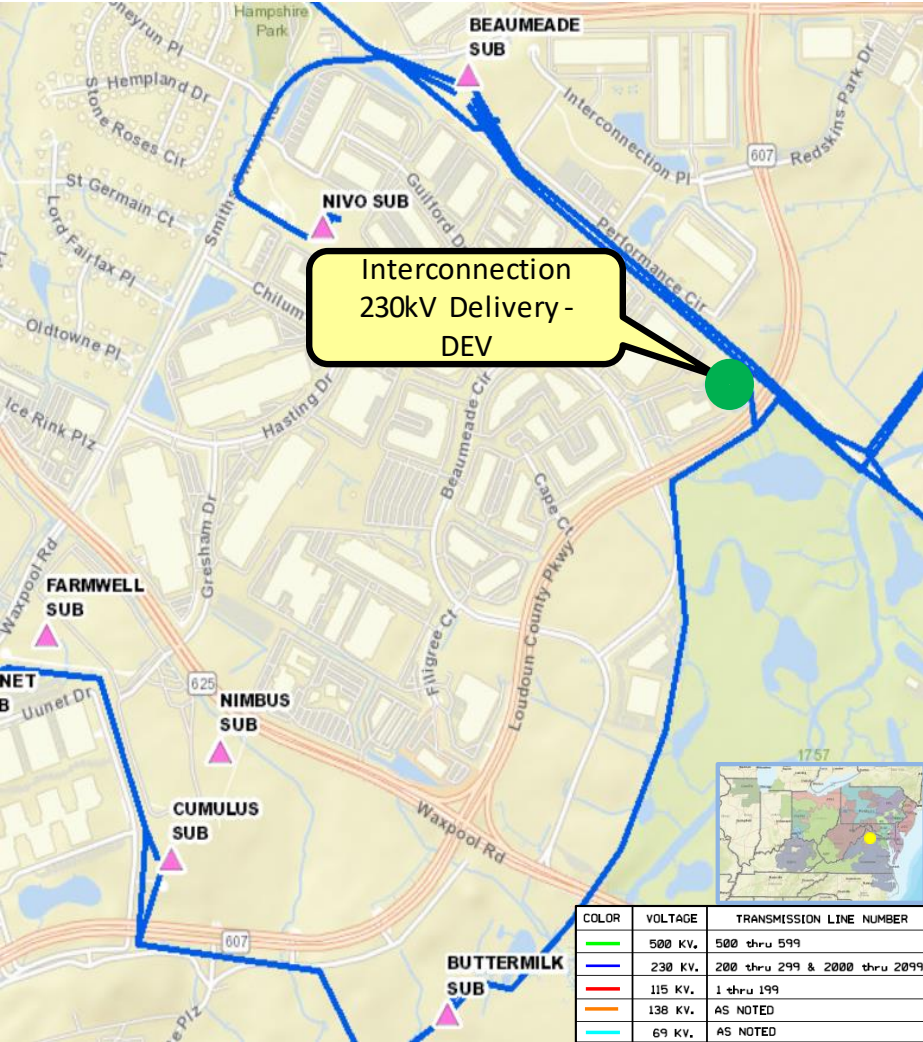 Hampshire
Park
BEAUMEADE
SUB
Hempland Dr
Stone Roses Cir
Interconnection Pl
Redskins Park Dr
607
St Germain Ct
NIVO SUB
Guilford Dr
Lord Fairfax Pl
Performance Cir
Interconnection
230kV Delivery -
DEV
Chilum
Oldtowne Pl
Hasting Dr
Beaumeade Cir
Ice Rink Plz
Cape Ct
Gresham Dr
Waxpool Rd
FARMWELL
SUB
Loudoun County Pkwy
Filigree Ct
NET
B
Uunet Dr
625
NIMBUS
SUB
1757
CUMULUS
SUB
Waxpool Rd
607
BUTTERMILK
SUB
e Plz
COLOR VOLTAGE TRANSMISSION LINE NUMBER
500 KV. 500 thru 599
230 KV. 200 thru 299 & 2000 thru 2099
115 KV. 1 thru 199
138 KV. AS NOTED
69 KV. AS NOTED